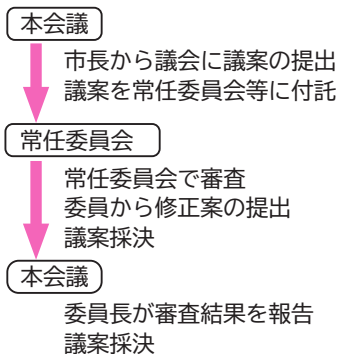 本会議
市長から議会に議案の提出
議案を常任委員会等に付託
常任委員会
常任委員会で審査
委員から修正案の提出
議案採決
本会議
委員長が審査結果を報告
議案採決